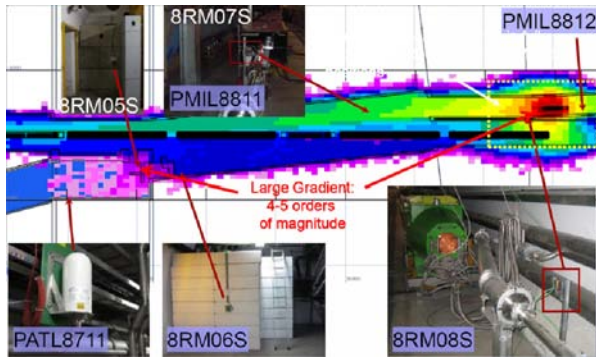 8RM07S
PMIL8812
8RM05S
PMIL8811
Large Gradient:
4-5 orders
of magnitude
PATL8711
8RM06S
8RM08S